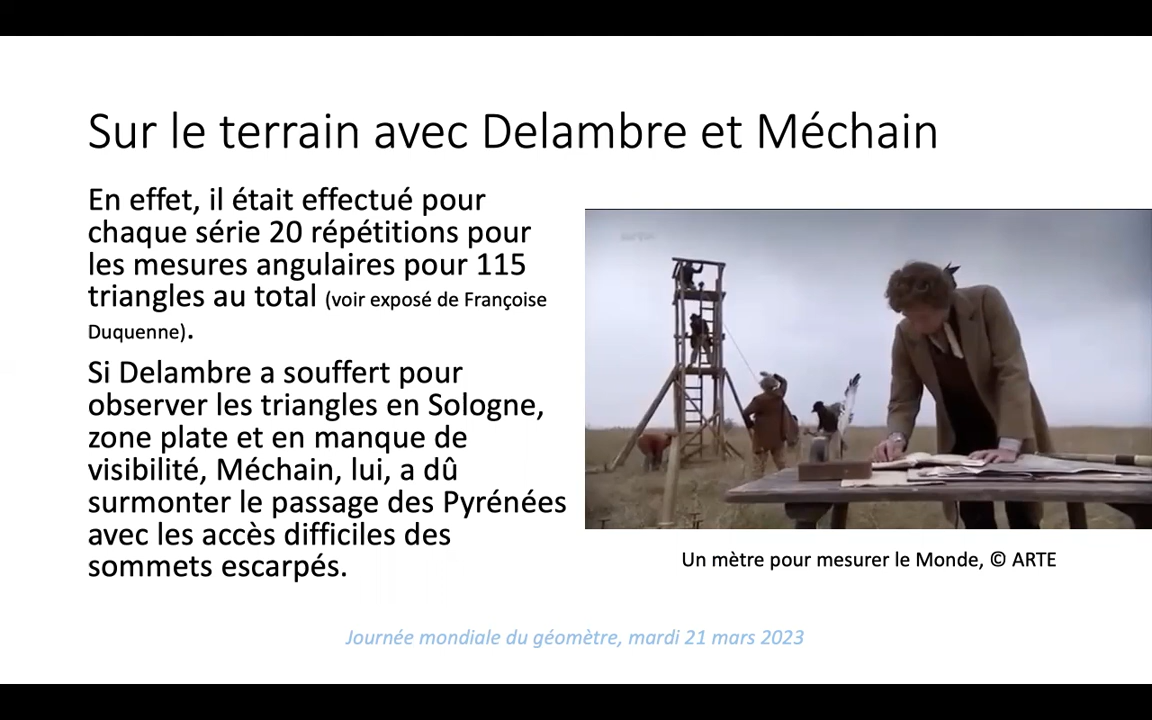 Sur le terrain avec Delambre et Méchain
En effet, il était effectué pour
chaque série 20 répétitions pour
les mesures angulaires pour 115
triangles au total (voir exposé de Françoise
Duquenne).
Si Delambre a souffert pour
observer les triangles en Sologne,
zone plate et en manque de
visibilité, Méchain, lui, a dû
surmonter le passage des Pyrénées
avec les accès difficiles des
sommets escarpés.
Un mètre pour mesurer le Monde, © ARTE
Journée mondiale du géomètre, mardi 21 mars 2023